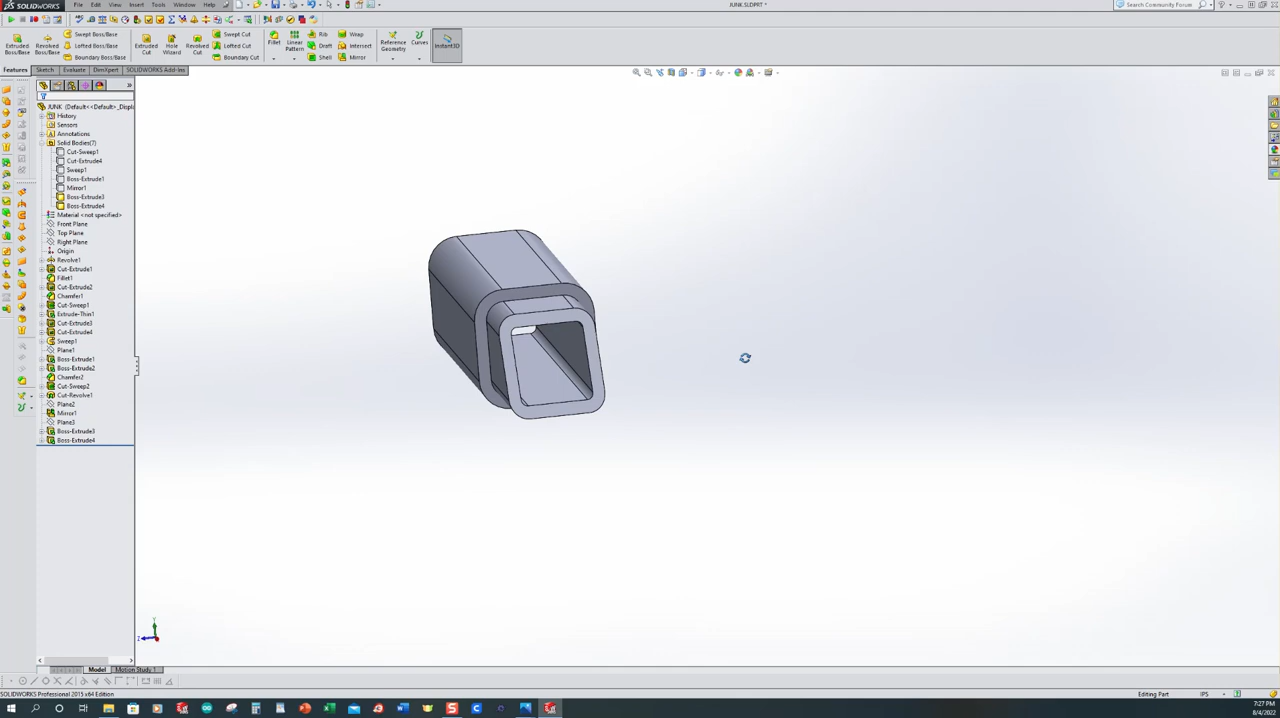 SOLIDWORKS
File Edit View Insert Tools Window Help
JUNK.SLDPRT *
Search Community Forum
Extruded Boss/Base
Revolved Boss/Base
Swept Boss/Base
Lofted Boss/Base
Boundary Boss/Base
Extruded Cut
Hole Wizard
Revolved Cut
Swept Cut
Lofted Cut
Boundary Cut
Fillet
Linear Pattern
Rib
Draft
Shell
Wrap
Intersect
Mirror
Reference Geometry
Curves
Instant3D
Features Sketch Evaluate DimXpert SOLIDWORKS Add-Ins
JUNK (Default<<Default>_Displ
History
Sensors
Annotations
Solid Bodies(7)
Cut-Sweep1
Cut-Extrude4
Sweep1
Boss-Extrude1
Mirror1
Boss-Extrude3
Boss-Extrude4
Material <not specified>
Front Plane
Top Plane
Right Plane
Origin
Revolve1
Cut-Extrude1
Fillet1
Cut-Extrude2
Chamfer1
Cut-Sweep1
Extrude-Thin1
Cut-Extrude3
Cut-Extrude4
Sweep1
Plane1
Boss-Extrude1
Boss-Extrude2
Chamfer2
Cut-Sweep2
Cut-Revolve1
Plane2
Mirror1
Plane3
Boss-Extrude3
Boss-Extrude4
Y
Z
Model Motion Study 1
SOLIDWORKS Professional 2015 x64 Edition
Editing Part IPS
7:27 PM
8/4/2022